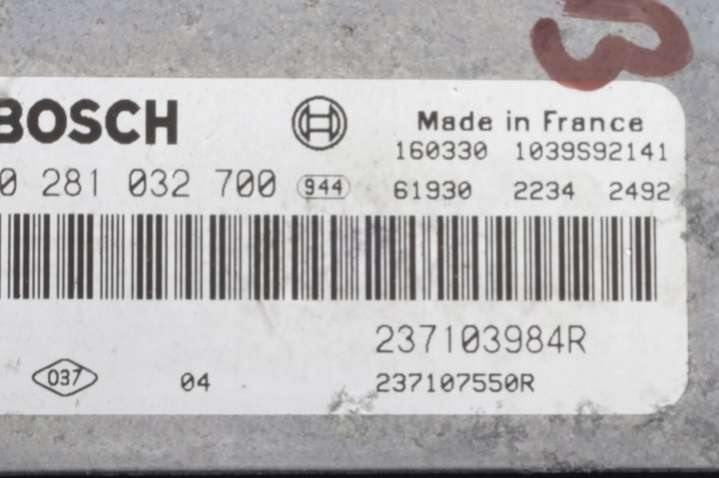 BOSCH
Made in France
160330 1039S92141
0 281 032 700 944 61930 2234 2492
237103984R
037 04 237107550R